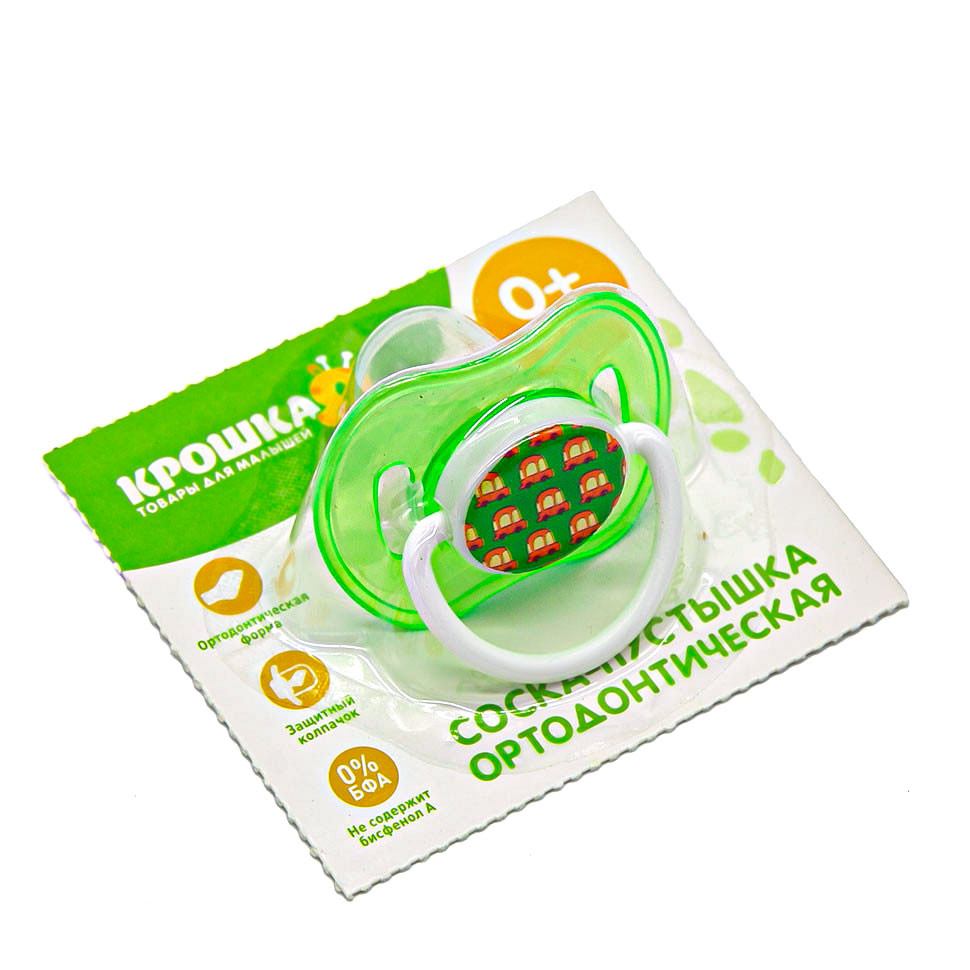 КРОШКА
ТОВАРЫ ДЛЯ МАЛЫШЕЙ
0+
Ортодонтическая
форма
Защитный
колпачок
0%
БФА
Не содержит
бисфенол А
СОСКА-ПУСТЫШКА
ОРТОДОНТИЧЕСКАЯ